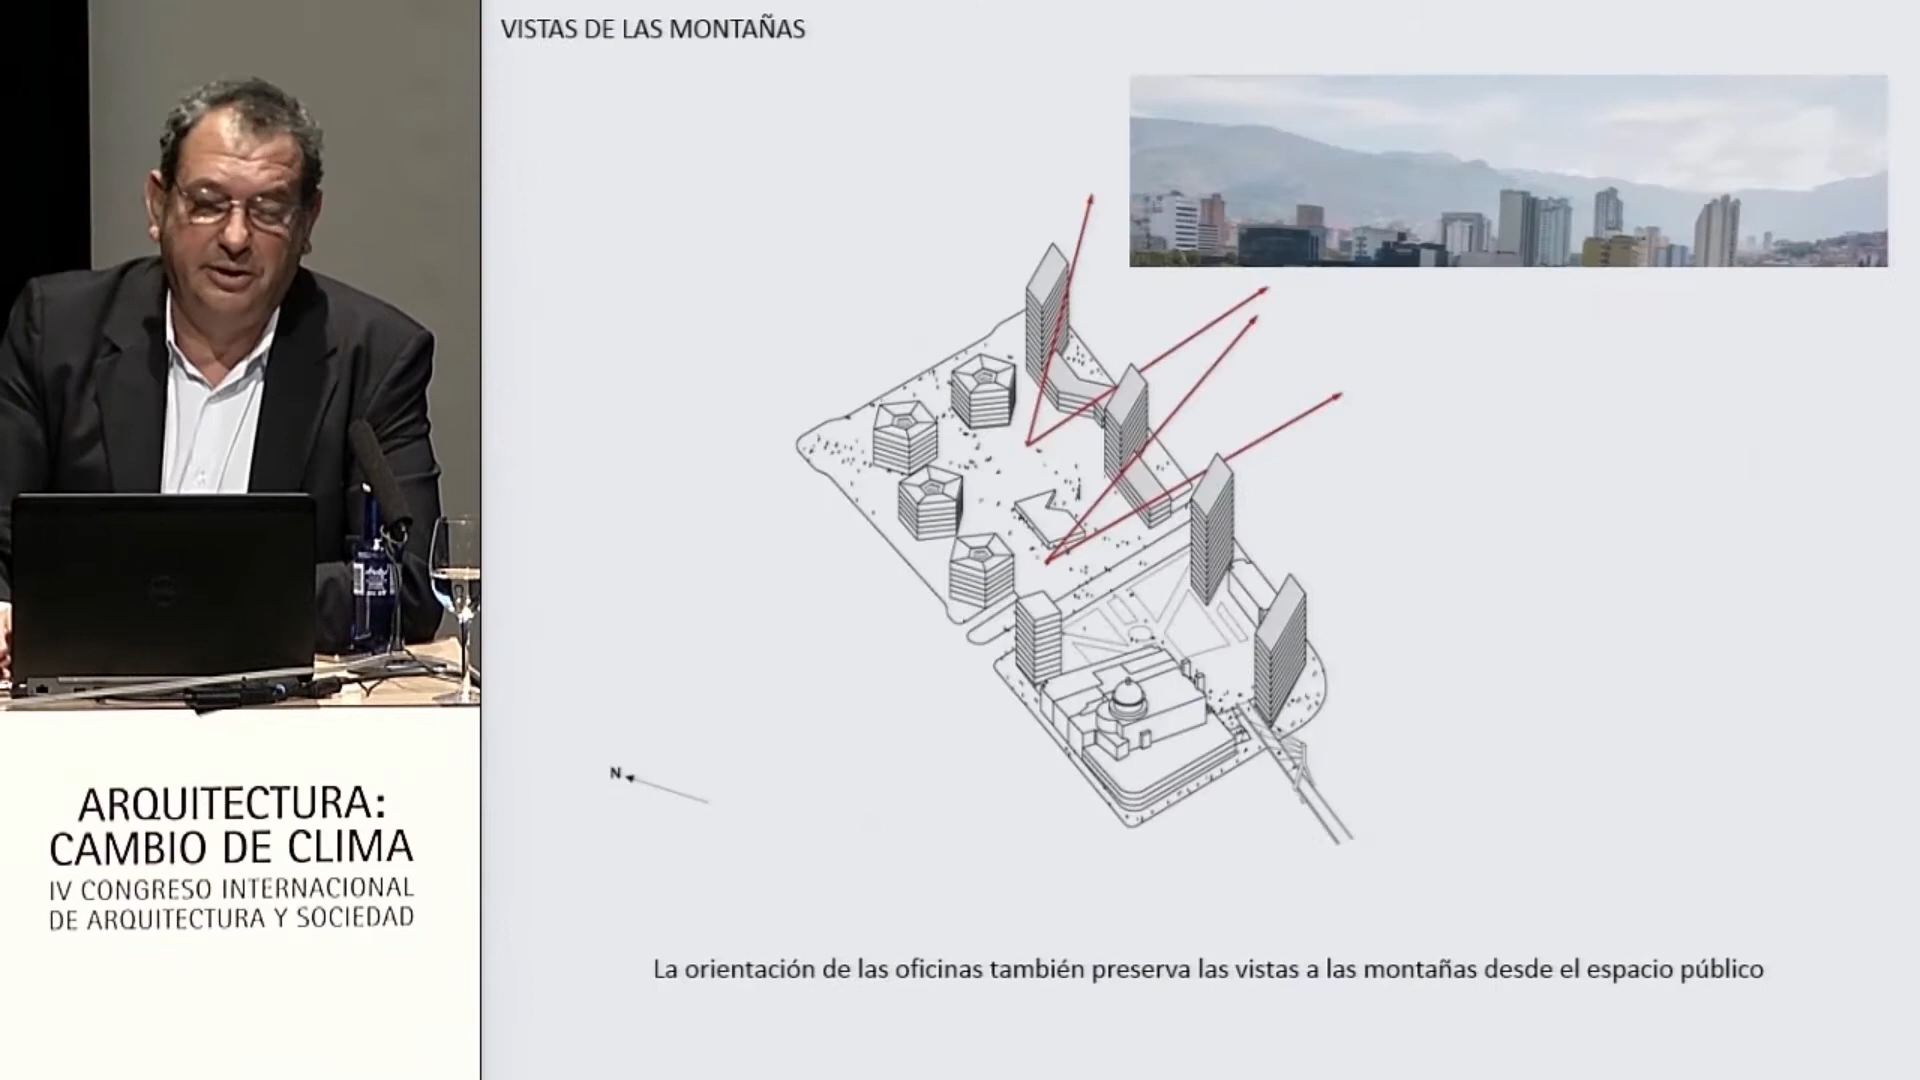 VISTAS DE LAS MONTAÑAS
N
La orientación de las oficinas también preserva las vistas a las montañas desde el espacio público
ARQUITECTURA:
CAMBIO DE CLIMA
IV CONGRESO INTERNACIONAL
DE ARQUITECTURA Y SOCIEDAD